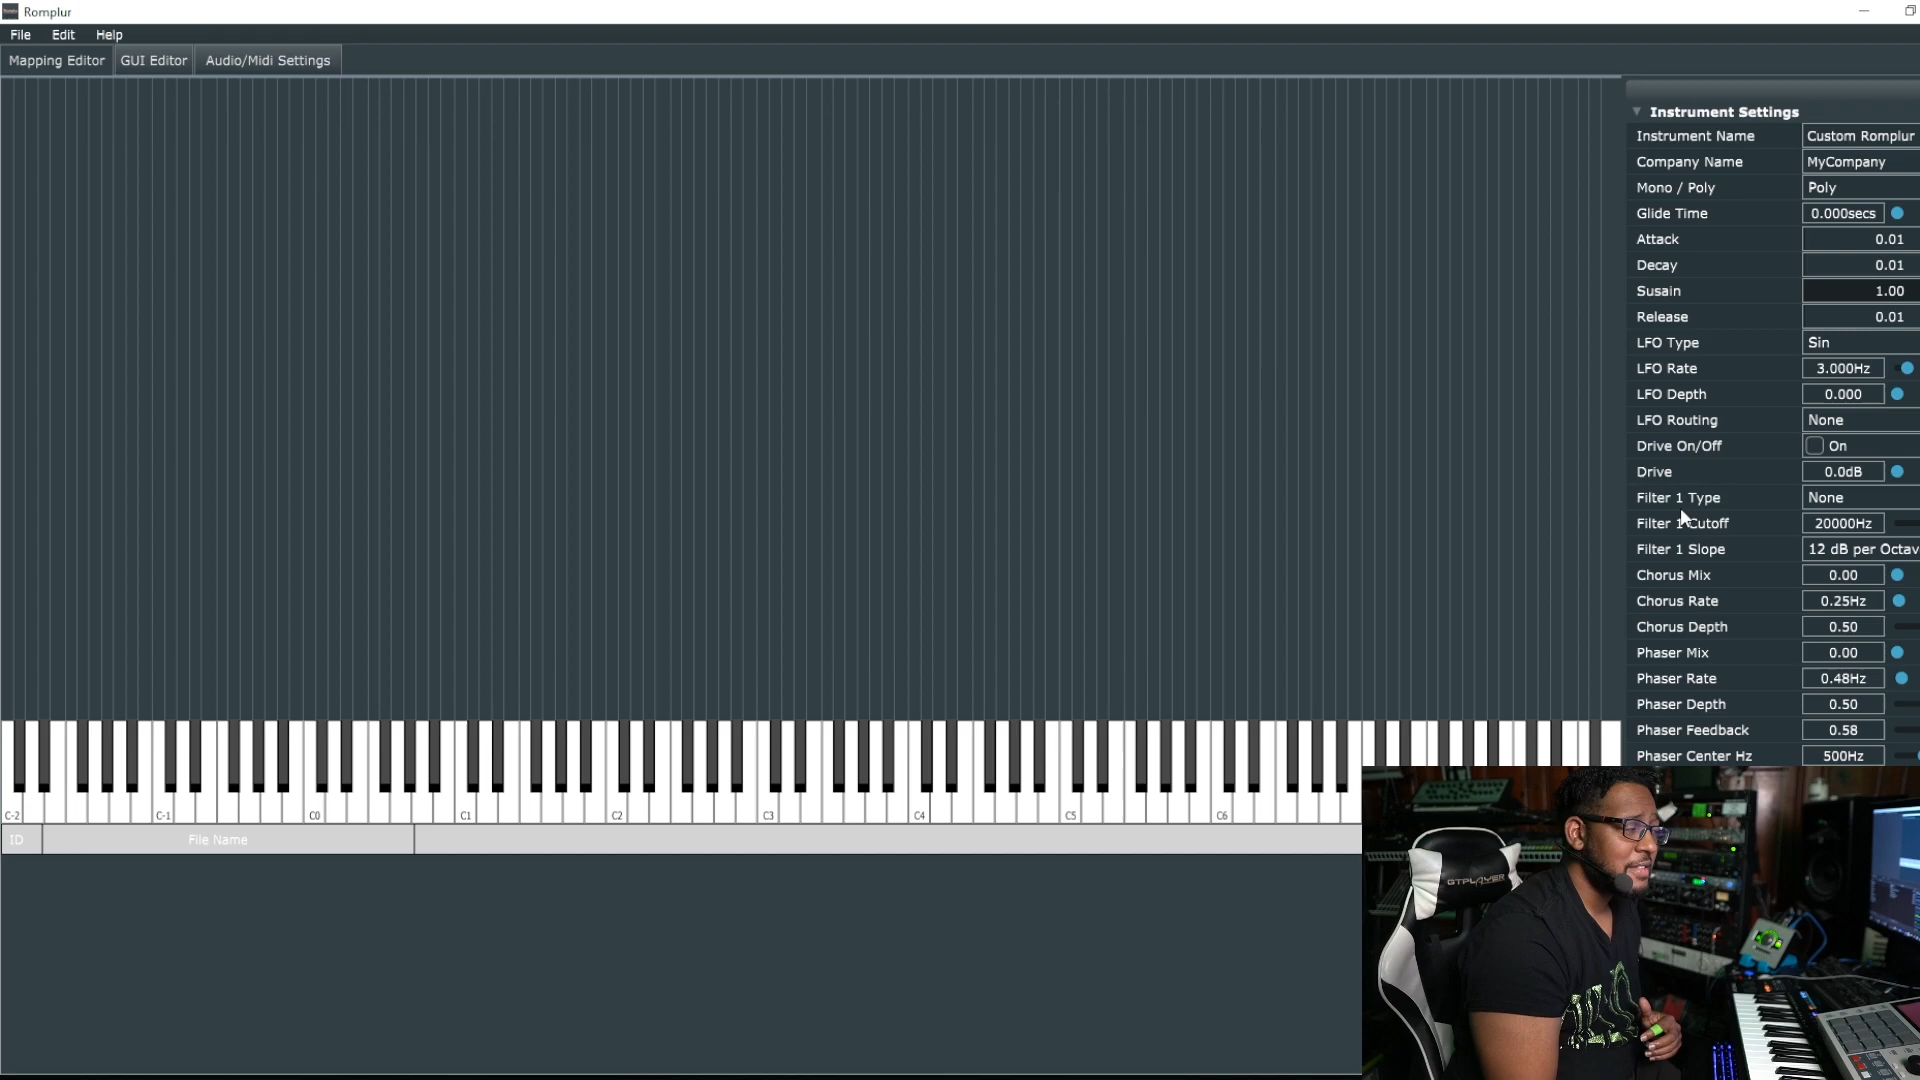 Romplur
File Edit Help
Mapping Editor GUI Editor Audio/Midi Settings
Instrument Settings
Instrument Name Custom Romplur
Company Name MyCompany
Mono / Poly Poly
Glide Time 0.000secs
Attack 0.01
Decay 0.01
Susain 1.00
Release 0.01
LFO Type Sin
LFO Rate 3.000Hz
LFO Depth 0.000
LFO Routing None
Drive On/Off On
Drive 0.0dB
Filter 1 Type None
Filter 1 Cutoff 20000Hz
Filter 1 Slope 12 dB per Octav
Chorus Mix 0.00
Chorus Rate 0.25Hz
Chorus Depth 0.50
Phaser Mix 0.00
Phaser Rate 0.48Hz
Phaser Depth 0.50
Phaser Feedback 0.58
Phaser Center Hz 500Hz
C-2 C-1 C0 C1 C2 C3 C4 C5 C6
ID File Name
GTPLAYER